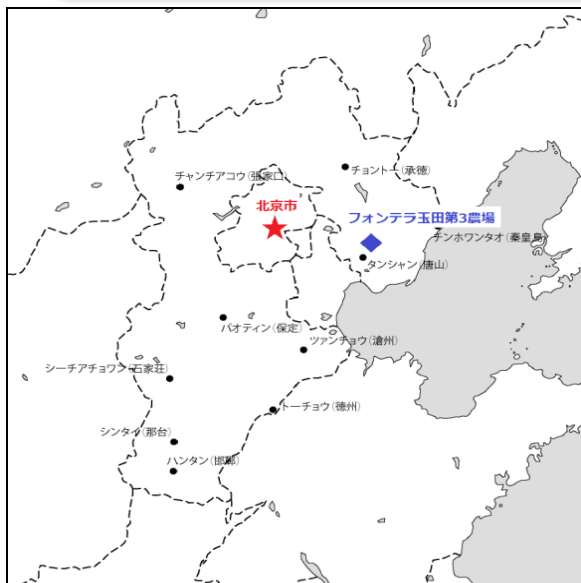 チョントー(承徳)
チャンチアコウ(張家口)
北京市
フォンテラ玉田第3農場
チンホワンタオ(秦皇島)
タンシャン(唐山)
パオティン(保定)
ツァンチョウ(滄州)
シーチアチョワン(石家荘)
トーチョウ(徳州)
シンタイ(那台)
ハンタン(邯鄲)